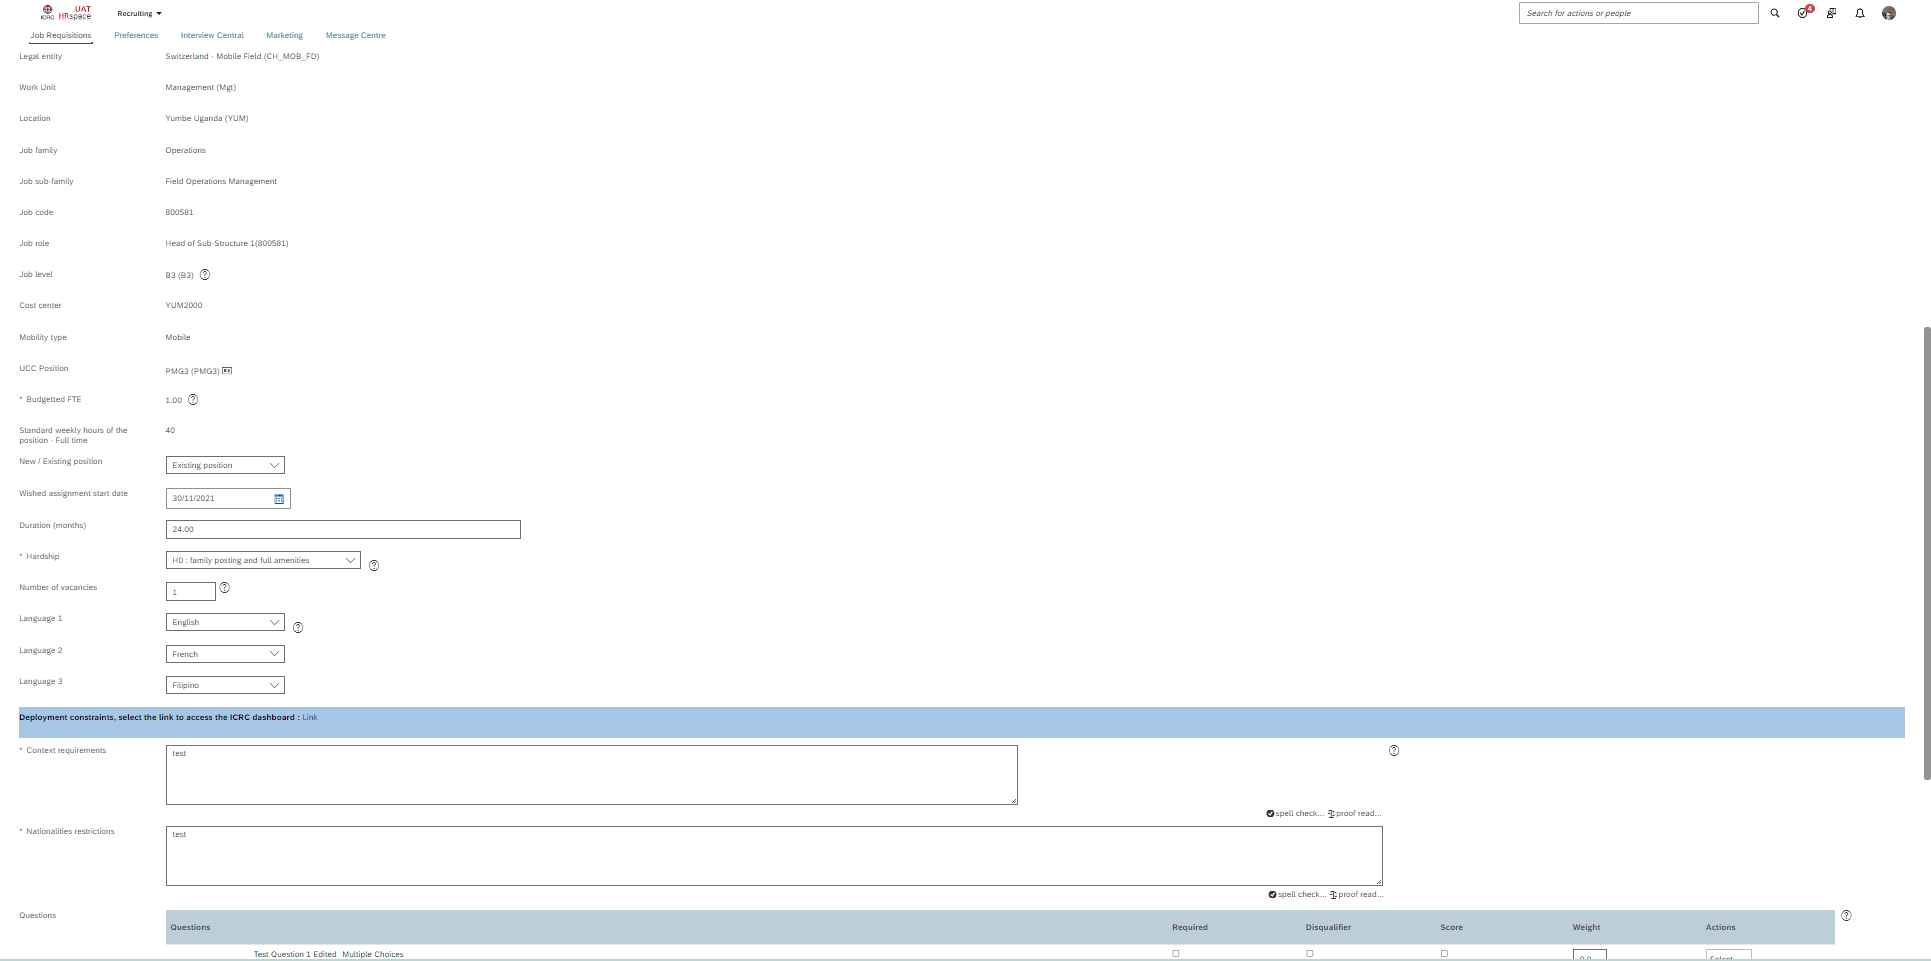 UAT
ICRC HRspace
Recruiting
Search for actions or people
4
Job Requisitions Preferences Interview Central Marketing Message Centre
Legal entity Switzerland - Mobile Field (CH_MOB_FD)
Work Unit Management (Mgt)
Location Yumbe Uganda (YUM)
Job family Operations
Job sub-family Field Operations Management
Job code 800581
Job role Head of Sub-Structure 1(800581)
Job level B3 (B3) ?
Cost center YUM2000
Mobility type Mobile
UCC Position PMG3 (PMG3)
* Budgetted FTE 1.00 ?
Standard weekly hours of the 40
position - Full time
New / Existing position Existing position
Wished assignment start date 30/11/2021
Duration (months) 24.00
* Hardship H0 : family posting and full amenities ?
Number of vacancies 1 ?
Language 1 English ?
Language 2 French
Language 3 Filipino
Deployment constraints, select the link to access the ICRC dashboard : Link
* Context requirements test ?
spell check... proof read...
* Nationalities restrictions test
spell check... proof read...
Questions ?
Questions Required Disqualifier Score Weight Actions
Test Question 1 Edited Multiple Choices 0.0 Select